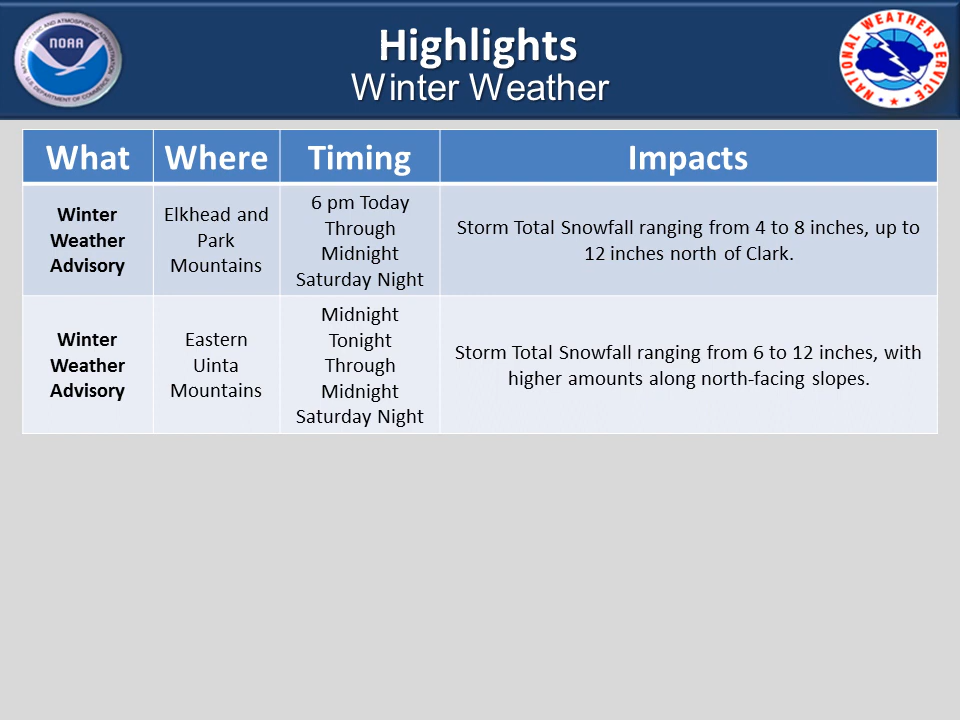 Highlights
Winter Weather
NOAA
NATIONAL WEATHER SERVICE
What Where Timing Impacts
Winter
Weather
Advisory
Elkhead and
Park
Mountains
6 pm Today
Through
Midnight
Saturday Night
Storm Total Snowfall ranging from 4 to 8 inches, up to
12 inches north of Clark.
Winter
Weather
Advisory
Eastern
Uinta
Mountains
Midnight
Tonight
Through
Midnight
Saturday Night
Storm Total Snowfall ranging from 6 to 12 inches, with
higher amounts along north-facing slopes.